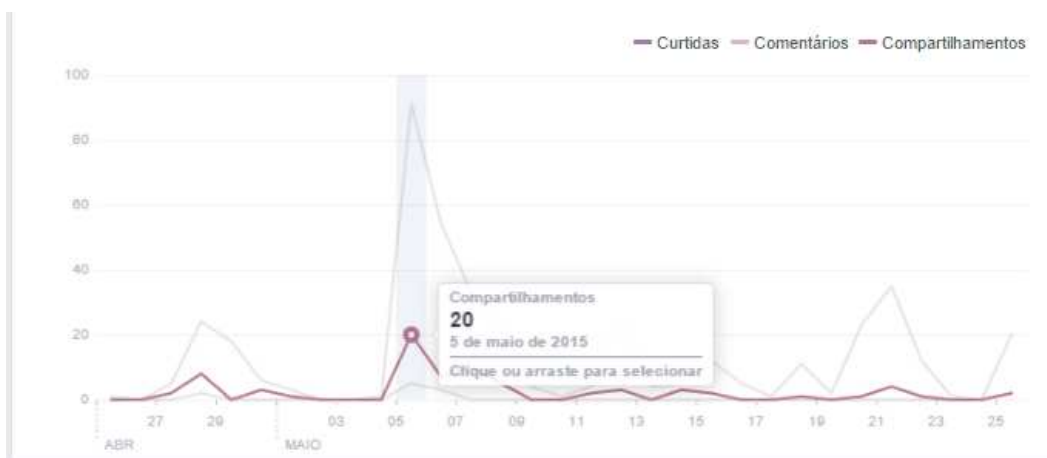 Curtidas Comentários Compartilhamentos
100
80
60
40
20
0
Compartilhamentos
20
5 de maio de 2015
Clique ou arraste para selecionar
27 29 03 05 07 09 11 13 15 17 19 21 23 25
ABR MAIO